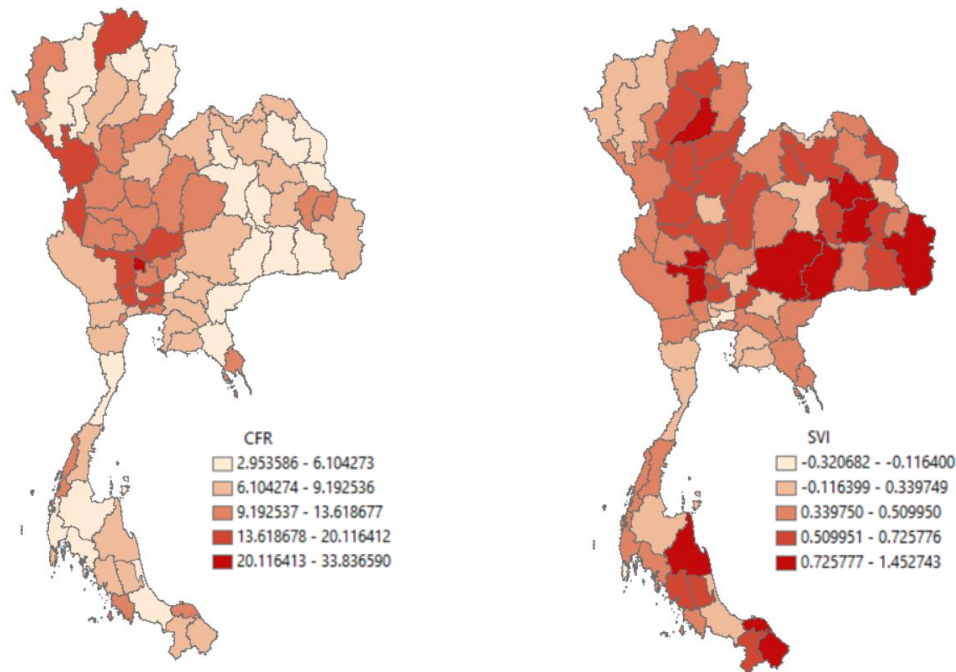 CFR
2.953586 - 6.104273
6.104274 - 9.192536
9.192537 - 13.618677
13.618678 - 20.116412
20.116413 - 33.836590
SVI
-0.320682 - -0.116400
-0.116399 - 0.339749
0.339750 - 0.509950
0.509951 - 0.725776
0.725777 - 1.452743